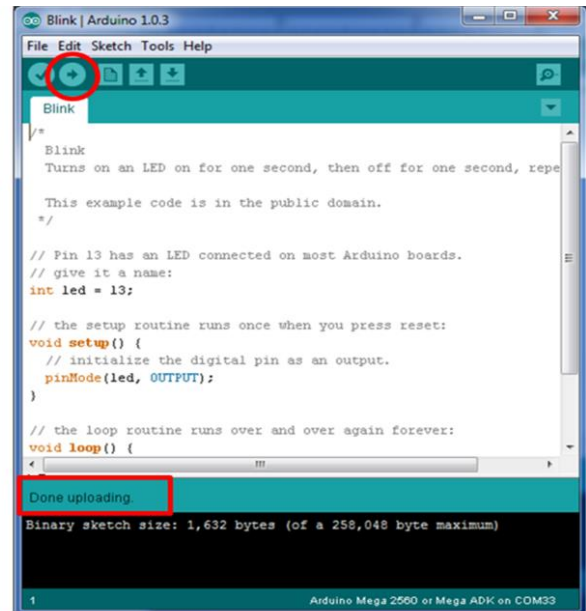 Blink | Arduino 1.0.3
File Edit Sketch Tools Help
Blink
/*
Blink
Turns on an LED on for one second, then off for one second, repe
This example code is in the public domain.
*/
// Pin 13 has an LED connected on most Arduino boards.
// give it a name:
int led = 13;
// the setup routine runs once when you press reset:
void setup() {
// initialize the digital pin as an output.
pinMode(led, OUTPUT);
}
// the loop routine runs over and over again forever:
void loop() {
Done uploading.
Binary sketch size: 1,632 bytes (of a 258,048 byte maximum)
1
Arduino Mega 2560 or Mega ADK on COM33